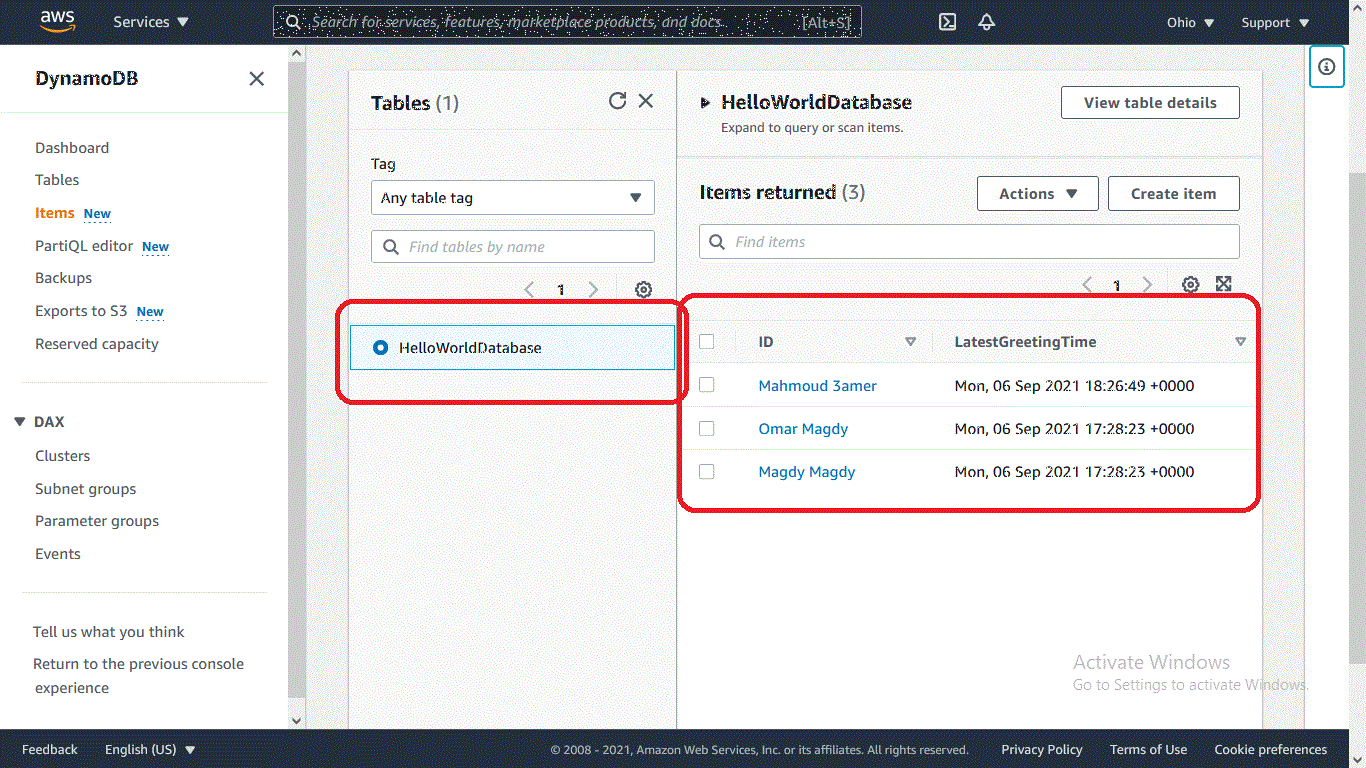 aws
Services
Search for services, features, marketplace products, and docs
[Alt+S]
Ohio
Support
DynamoDB
Dashboard
Tables
Items New
PartiQL editor New
Backups
Exports to S3 New
Reserved capacity
DAX
Clusters
Subnet groups
Parameter groups
Events
Tell us what you think
Return to the previous console
experience
Tables (1)
Tag
Any table tag
Find tables by name
1
HelloWorldDatabase
HelloWorldDatabase
Expand to query or scan items.
View table details
Items returned (3)
Actions
Create item
Find items
1
ID LatestGreetingTime
Mahmoud 3amer Mon, 06 Sep 2021 18:26:49 +0000
Omar Magdy Mon, 06 Sep 2021 17:28:23 +0000
Magdy Magdy Mon, 06 Sep 2021 17:28:23 +0000
Activate Windows
Go to Settings to activate Windows.
Feedback
English (US)
© 2008 - 2021, Amazon Web Services, Inc. or its affiliates. All rights reserved.
Privacy Policy
Terms of Use
Cookie preferences